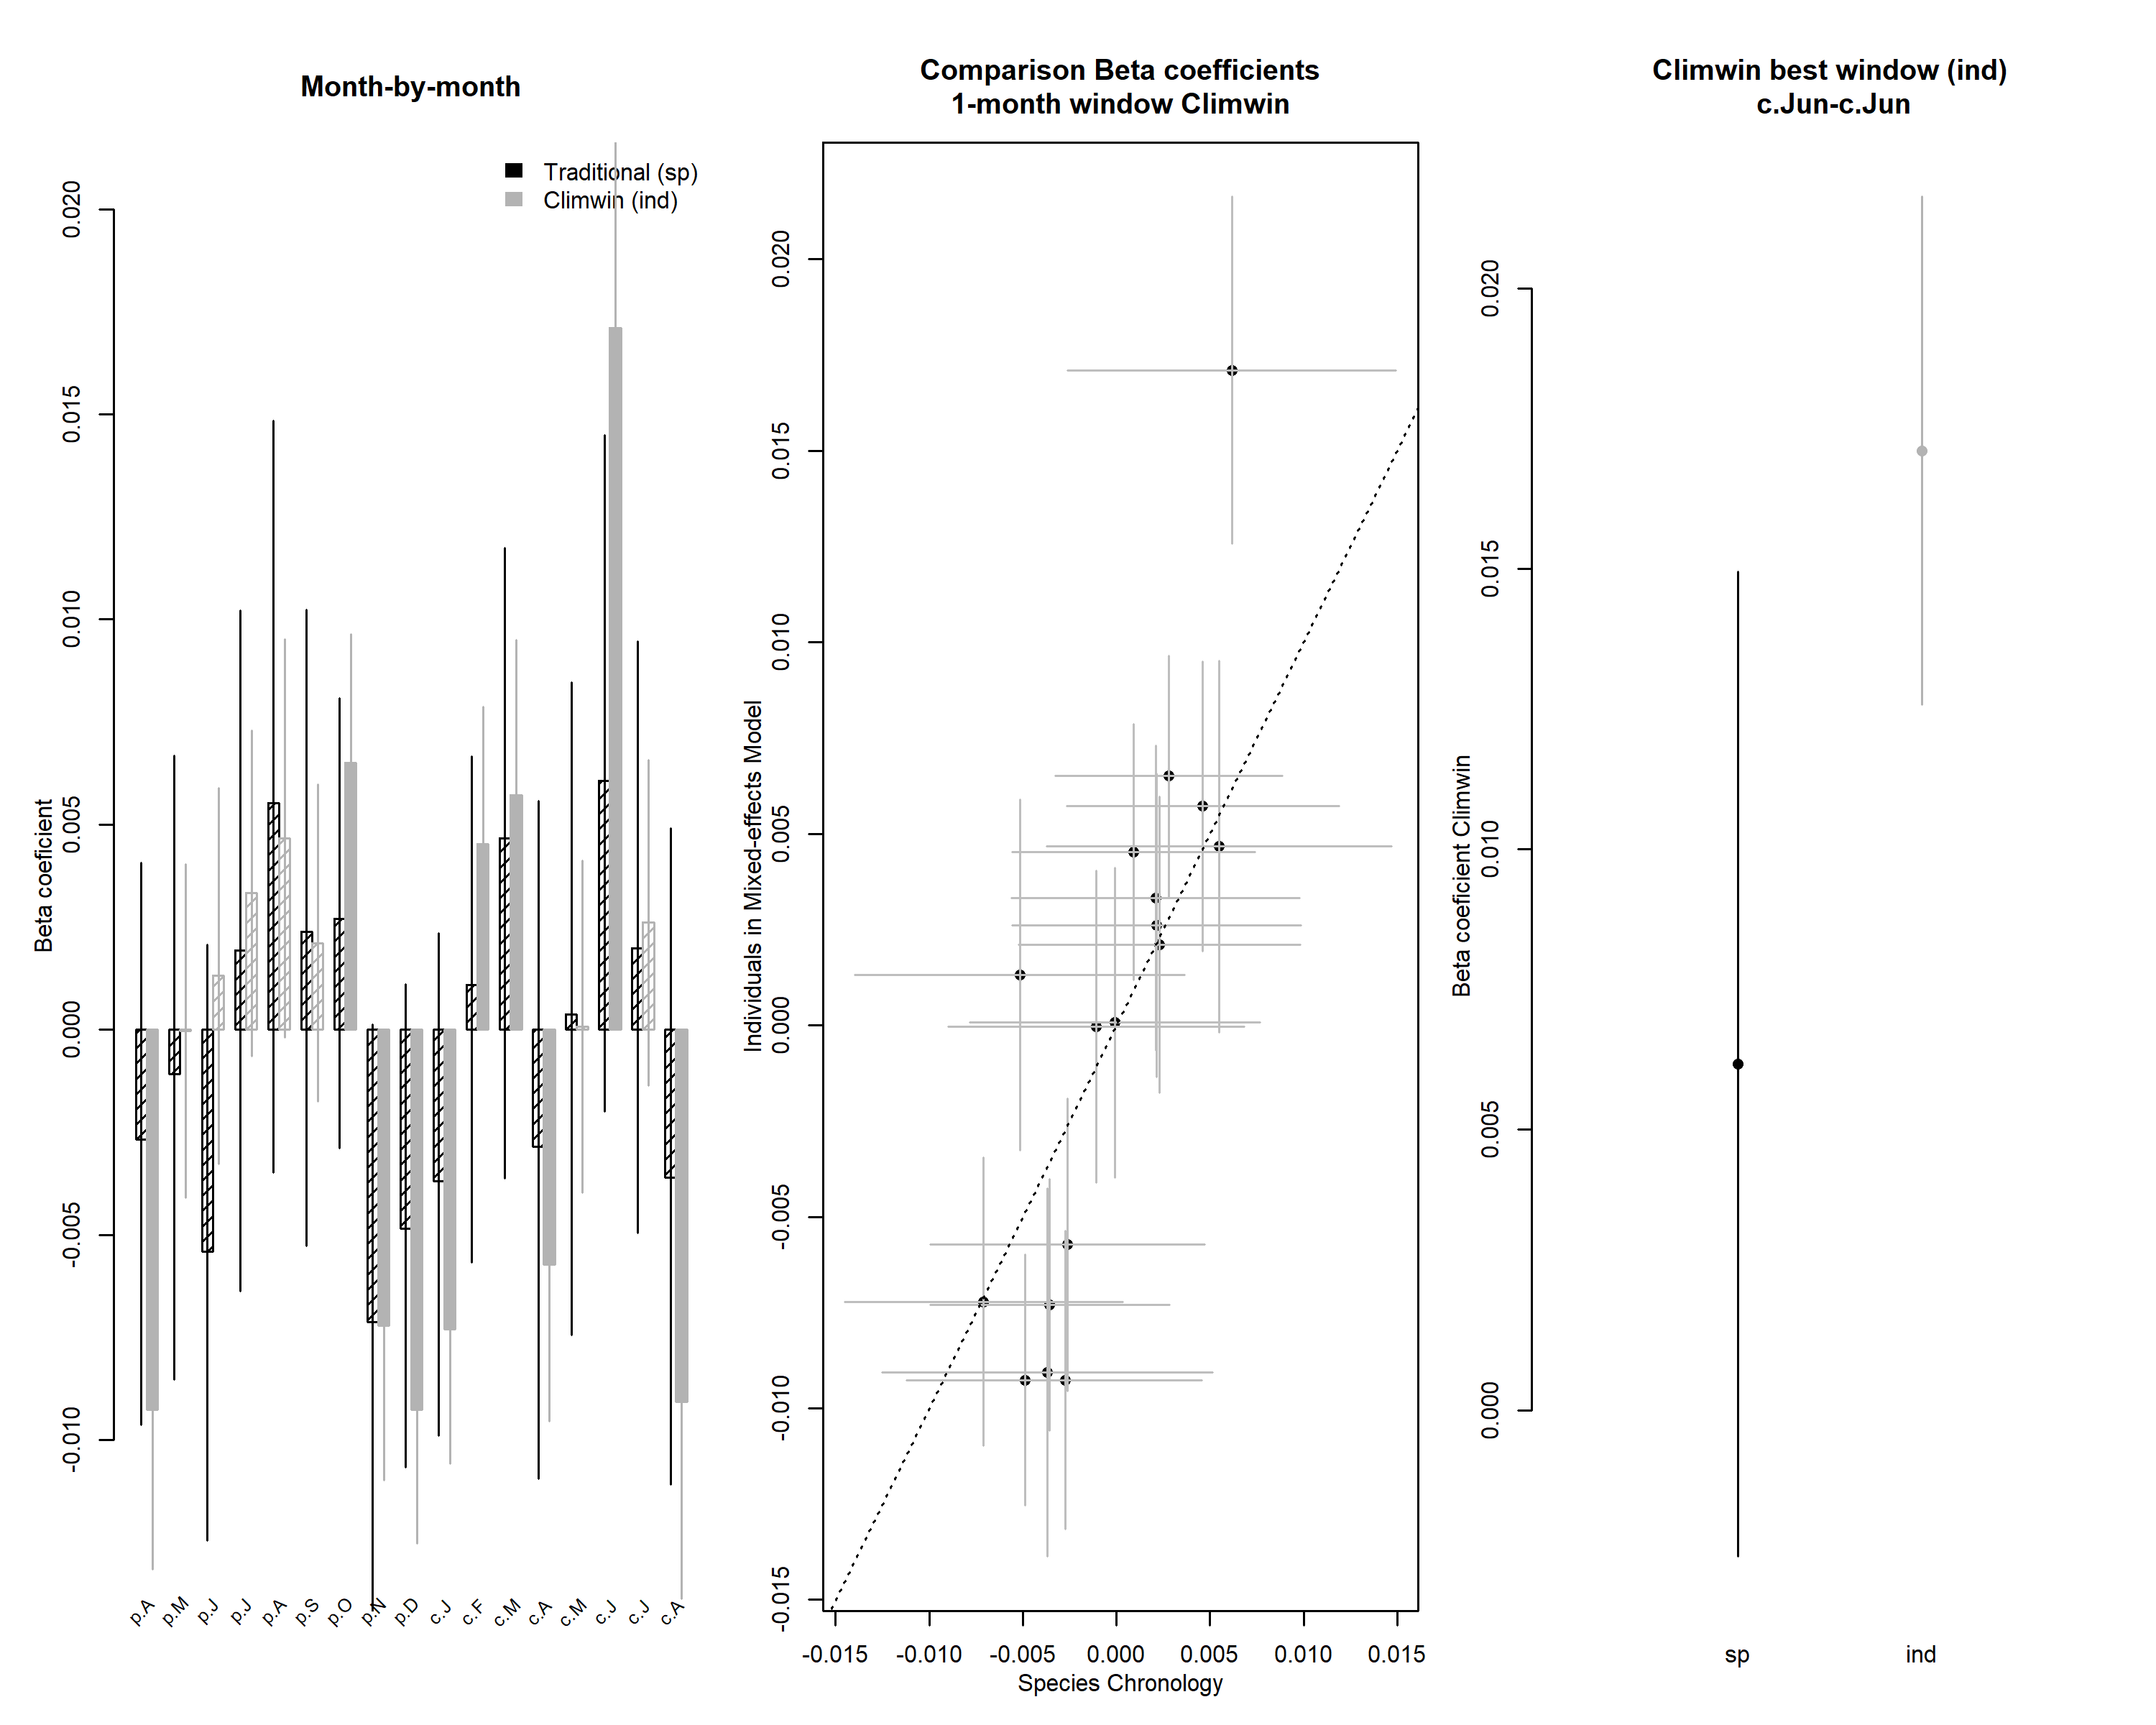 Month-by-month
Traditional (sp)
Climwin (ind)
Beta coeficient
0.020
0.015
0.010
0.005
0.000
-0.005
-0.010
p.A
p.M
p.J
p.J
p.A
p.S
p.O
p.N
p.D
c.J
c.F
c.M
c.A
c.M
c.J
c.J
c.A
Comparison Beta coefficients
1-month window Climwin
Individuals in Mixed-effects Model
0.020
0.015
0.010
0.005
0.000
-0.005
-0.010
-0.015
-0.015
-0.010
-0.005
0.000
0.005
0.010
0.015
Species Chronology
Climwin best window (ind)
c.Jun-c.Jun
Beta coeficient Climwin
0.020
0.015
0.010
0.005
0.000
sp
ind